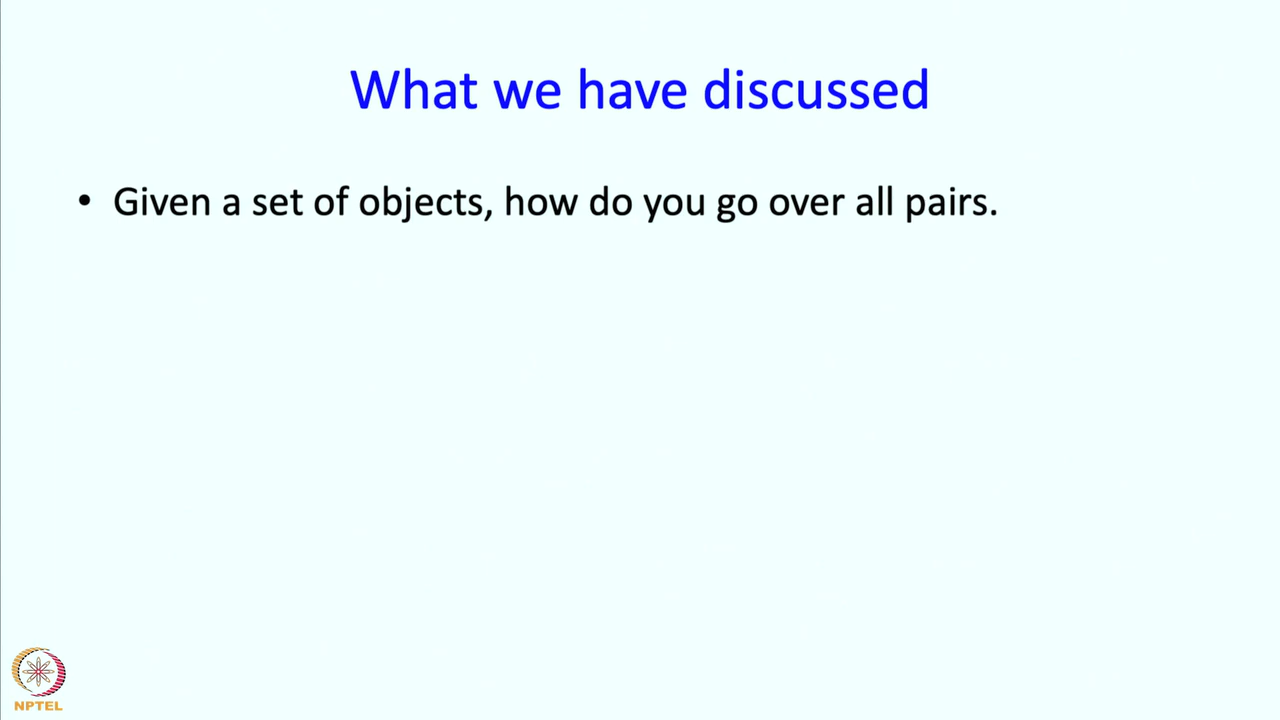 What we have discussed
• Given a set of objects, how do you go over all pairs.
NPTEL